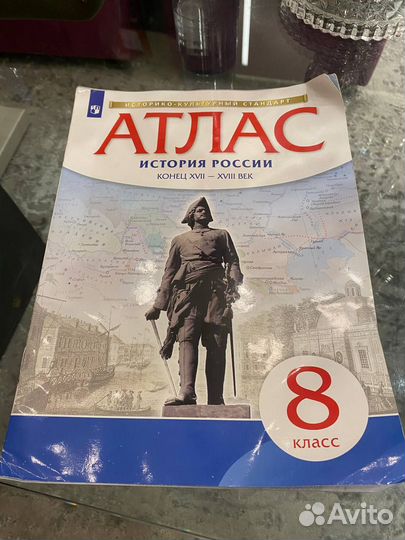 ИСТОРИКО-КУЛЬТУРНЫЙ СТАНДАРТ
АТЛАС
ИСТОРИЯ РОССИИ
КОНЕЦ XVII — XVIII ВЕК
8
КЛАСС
Avito